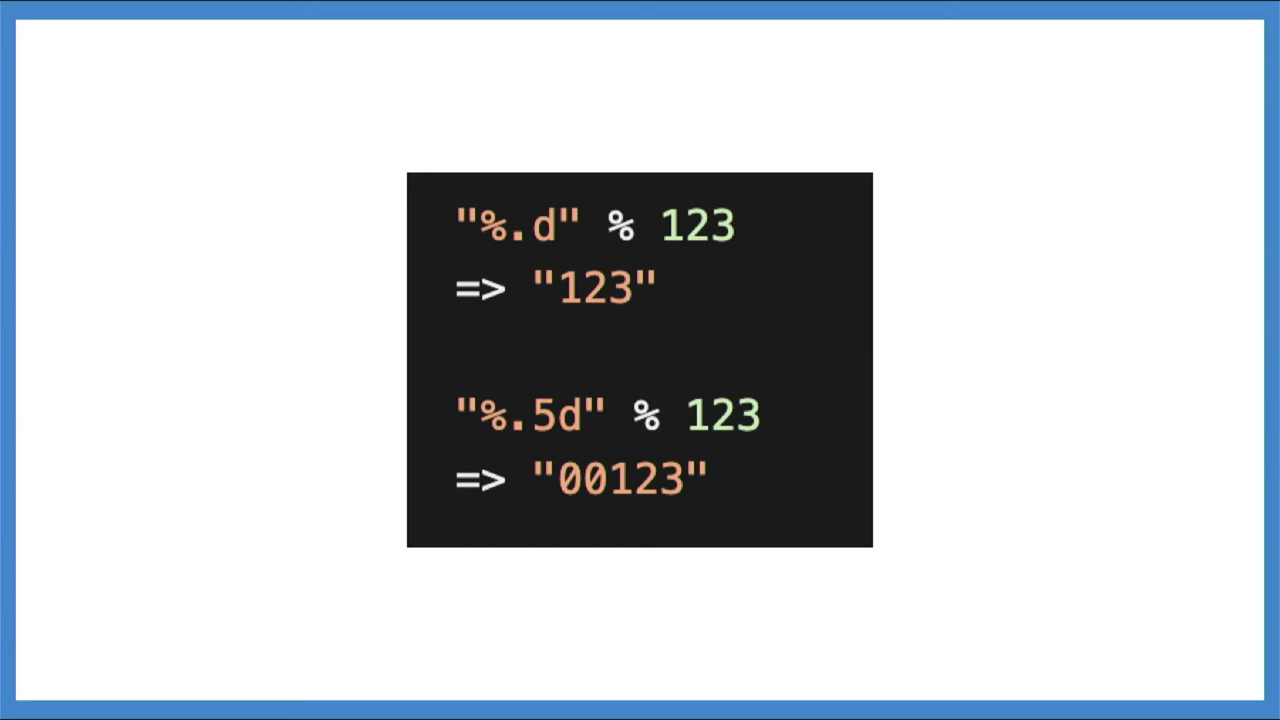 "%.d" % 123
=> "123"
"%.5d" % 123
=> "00123"